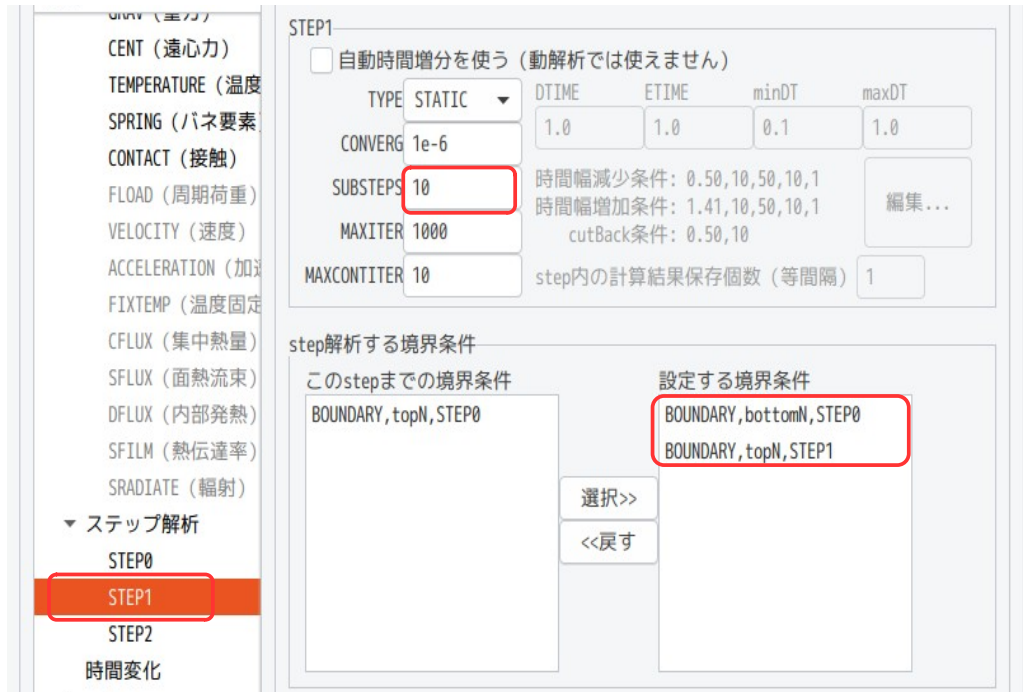 GRAV (重力)
CENT (遠心力)
TEMPERATURE (温度
SPRING (バネ要素
CONTACT (接触)
FLOAD (周期荷重)
VELOCITY (速度)
ACCELERATION (加速
FIXTEMP (温度固定
CFLUX (集中熱量)
SFLUX (面熱流束)
DFLUX (内部発熱)
SFILM (熱伝達率)
SRADIATE (輻射)
ステップ解析
STEP0
STEP1
STEP2
時間変化
STEP1
自動時間増分を使う (動解析では使えません)
TYPE STATIC DTIME ETIME minDT maxDT
1.0 1.0 0.1 1.0
CONVERG 1e-6
SUBSTEPS 10 時間幅減少条件: 0.50,10,50,10,1
時間幅増加条件: 1.41,10,50,10,1 編集...
MAXITER 1000 cutBack条件: 0.50,10
MAXCONTITER 10 step内の計算結果保存個数 (等間隔) 1
step解析する境界条件
このstepまでの境界条件 設定する境界条件
BOUNDARY,topN,STEP0 BOUNDARY,bottomN,STEP0
BOUNDARY,topN,STEP1
選択>>
<<戻す